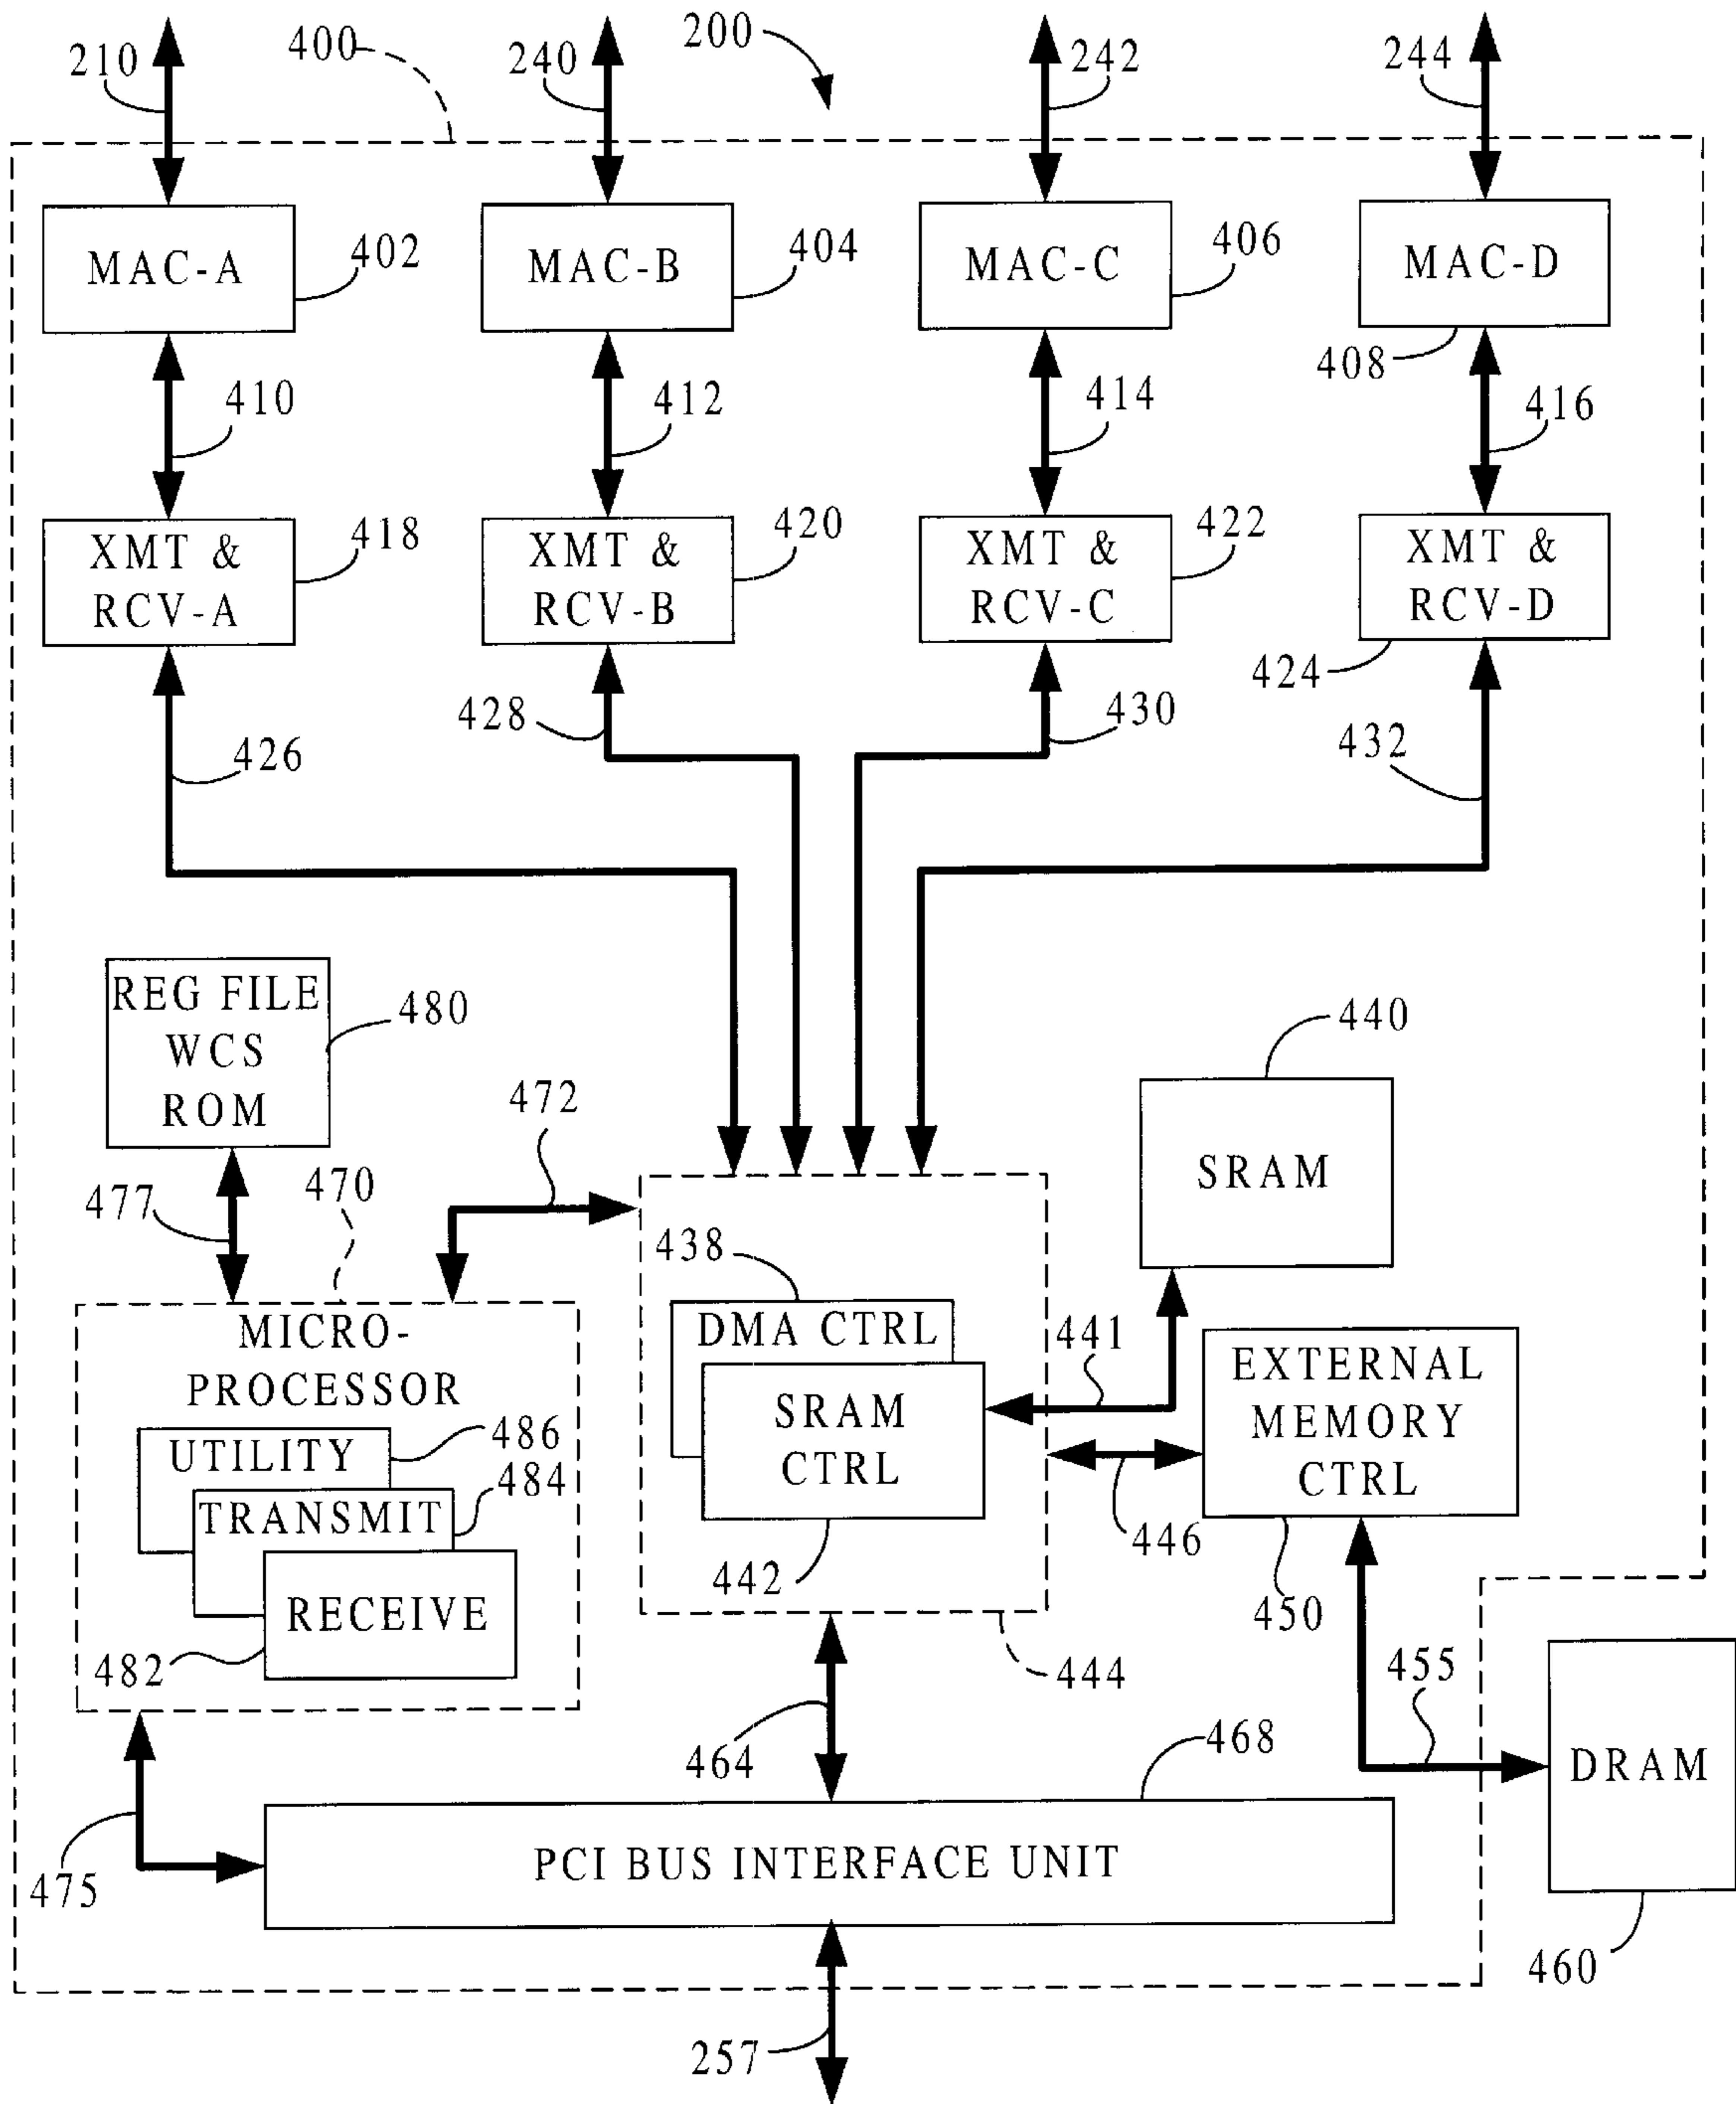 210
400
240
200
242
244
MAC-A
402
MAC-B
404
MAC-C
406
MAC-D
408
410
412
414
416
XMT &
RCV-A
418
XMT &
RCV-B
420
XMT &
RCV-C
422
XMT &
RCV-D
424
426
428
430
432
REG FILE
WCS
ROM
480
440
472
SRAM
477
470
438
MICRO-
PROCESSOR
DMA CTRL
441
EXTERNAL
MEMORY
CTRL
SRAM
CTRL
486
UTILITY
484
TRANSMIT
446
442
450
RECEIVE
482
444
455
464
468
DRAM
475
PCI BUS INTERFACE UNIT
460
257